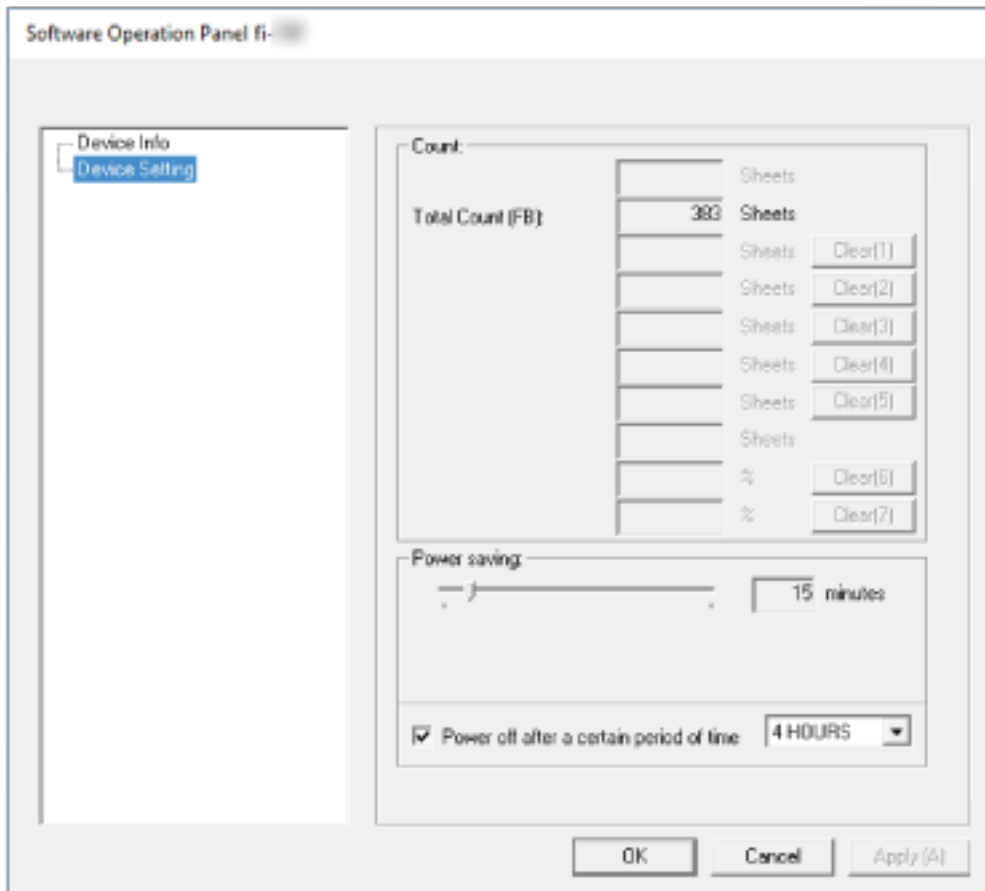 Software Operation Panel fi-
Device Info
Device Setting
Count:
Sheets
Total Count (FB): 383 Sheets
Sheets Clear(1)
Sheets Clear(2)
Sheets Clear(3)
Sheets Clear(4)
Sheets Clear(5)
Sheets
% Clear(6)
% Clear(7)
Power saving:
15 minutes
Power off after a certain period of time 4 HOURS
OK Cancel Apply (A)